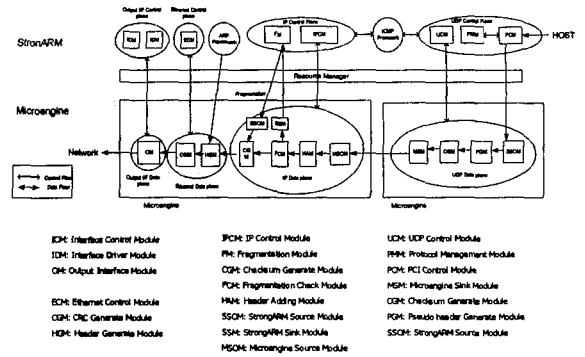 Output I/F Control plane
Ethernet Control plane
IP Control Plane
UDP Control Plane
StronARM
ICM
IDM
ECM
ARP Framework
FM
IPCM
ICMP Framework
UCM
PMM
PCM
HOST
Resource Manager
Fragmentation
Microengine
Network
OM
CGM
HGM
CGM
SSOM
SSM
FCM
HAM
MSOM
MSM
CGM
PGM
SSOM
Output I/F Data plane
Ethernet Data plane
IP Data plane
UDP Data plane
Control Flow
Data Flow
Microengine
Microengine
ICM: Interface Control Module
IDM: Interface Driver Module
OM: Output Interface Module
ECM: Ethernet Control Module
CGM: CRC Generate Module
HGM: Header Generate Module
IPCM: IP Control Module
FM: Fragmentation Module
CGM: Checksum Generate Module
FCM: Fragmentation Check Module
HAM: Header Adding Module
SSOM: StrongARM Source Module
SSM: StrongARM Sink Module
MSOM: Microengine Source Module
UCM: UDP Control Module
PMM: Protocol Management Module
PCM: PCI Control Module
MSM: Microengine Sink Module
CGM: Checksum Generate Module
PGM: Pseudo header Generate Module
SSOM: StrongARM Source Module